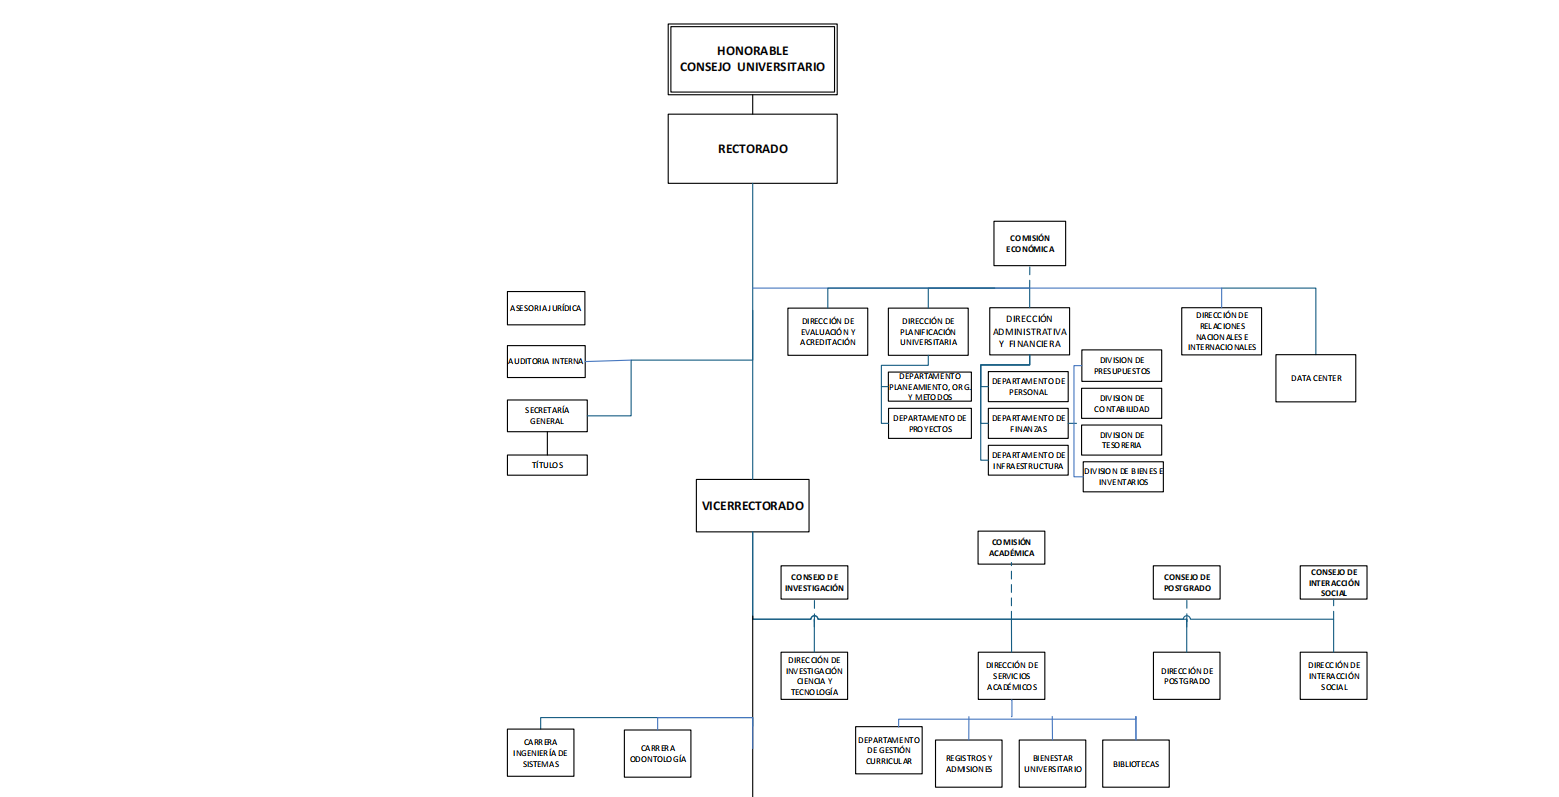 HONORABLE
CONSEJO UNIVERSITARIO
RECTORADO
COMISIÓN
ECONÓMICA
ASESORIA JURÍDICA
AUDITORIA INTERNA
SECRETARÍA
GENERAL
TÍTULOS
DIRECCIÓN DE
EVALUACIÓN Y
ACREDITACIÓN
DIRECCIÓN DE
PLANIFICACIÓN
UNIVERSITARIA
DIRECCIÓN
ADMINISTRATIVA
Y FINANCIERA
DIRECCIÓN DE
RELACIONES
NACIONALES E
INTERNACIONALES
DATA CENTER
DEPARTAMENTO
PLANEAMIENTO, ORG.
Y METODOS
DEPARTAMENTO DE
PROYECTOS
DEPARTAMENTO DE
PERSONAL
DEPARTAMENTO DE
FINANZAS
DEPARTAMENTO DE
INFRAESTRUCTURA
DIVISION DE
PRESUPUESTOS
DIVISION DE
CONTABILIDAD
DIVISION DE
TESORERIA
DIVISION DE BIENES E
INVENTARIOS
VICERRECTORADO
COMISIÓN
ACADÉMICA
CONSEJO DE
INVESTIGACIÓN
CONSEJO DE
POSTGRADO
CONSEJO DE
INTERACCIÓN
SOCIAL
DIRECCIÓN DE
INVESTIGACIÓN
CIENCIA Y
TECNOLOGÍA
DIRECCIÓN DE
SERVICIOS
ACADÉMICOS
DIRECCIÓN DE
POSTGRADO
DIRECCIÓN DE
INTERACCIÓN
SOCIAL
CARRERA
INGENIERÍA DE
SISTEMAS
CARRERA
ODONTOLOGÍA
DEPARTAMENTO
DE GESTIÓN
CURRICULAR
REGISTROS Y
ADMISIONES
BIENESTAR
UNIVERSITARIO
BIBLIOTECAS